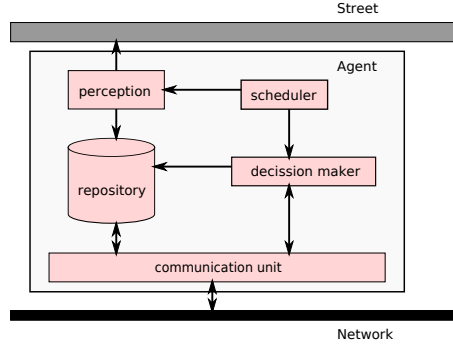 Street
Agent
perception
scheduler
decission maker
repository
communication unit
Network